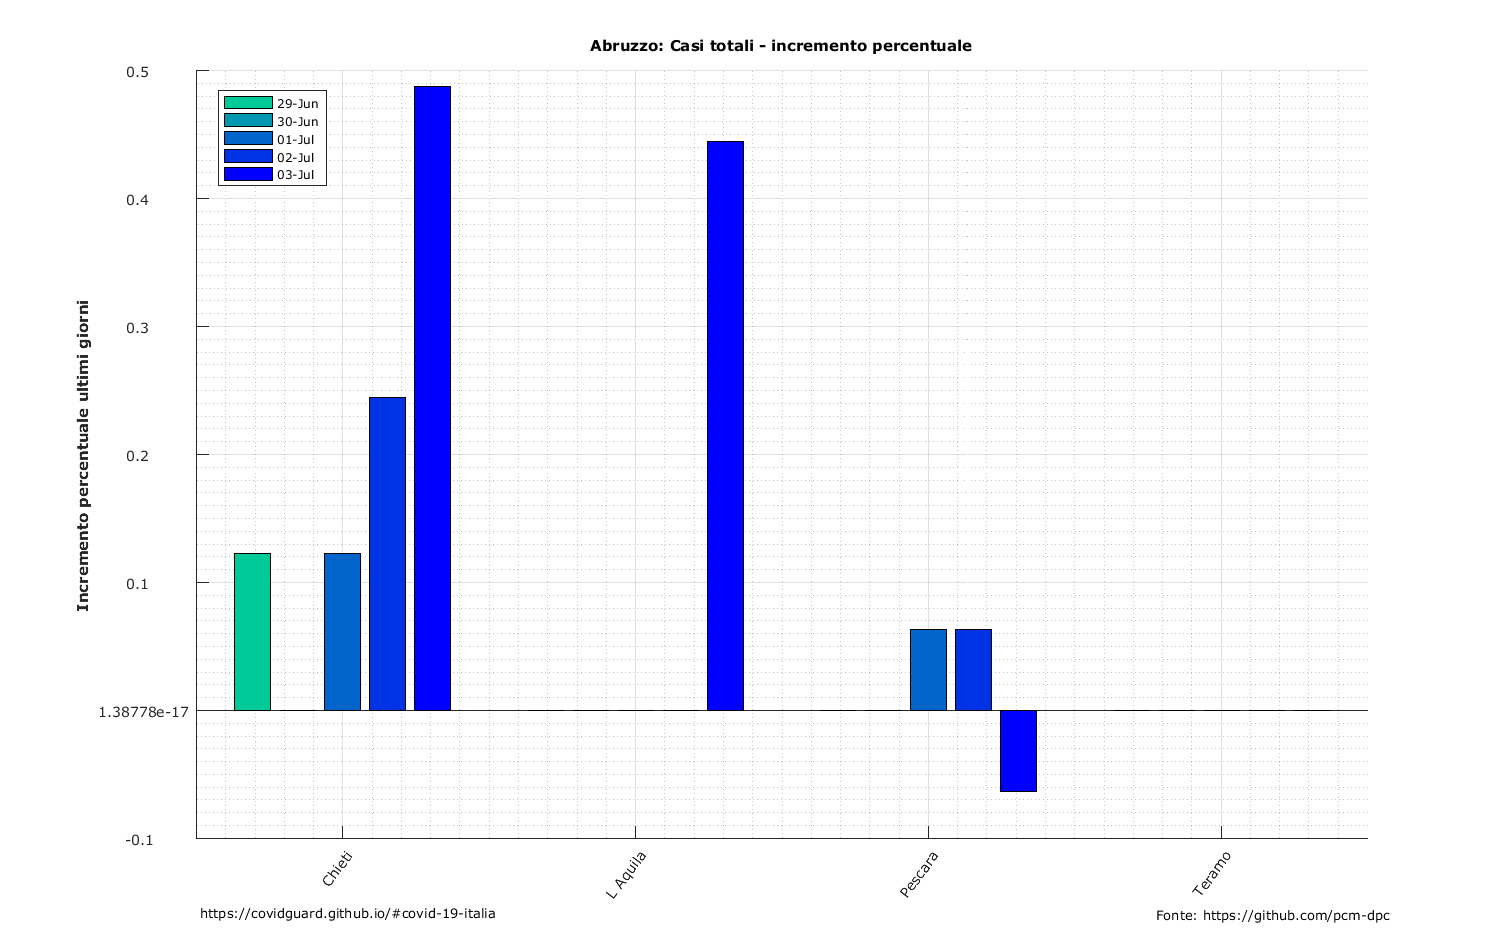 Abruzzo: Casi totali - incremento percentuale
0.5
29-Jun
30-Jun
01-Jul
02-Jul
03-Jul
0.4
0.3
0.2
0.1
1.38778e-17
-0.1
Incremento percentuale ultimi giorni
Chieti
L Aquila
Pescara
Teramo
https://covidguard.github.io/#covid-19-italia
Fonte: https://github.com/pcm-dpc